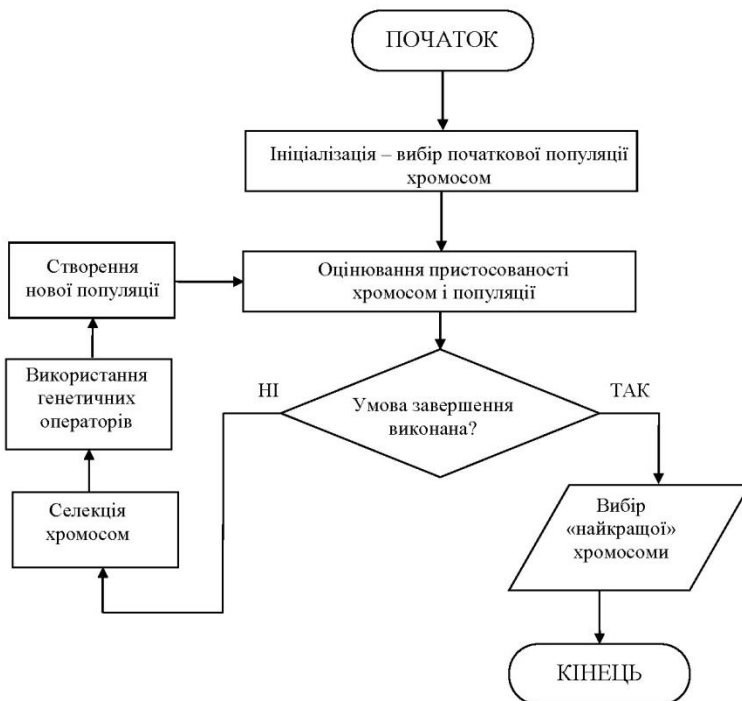 ПОЧАТОК
Ініціалізація – вибір початкової популяції
хромосом
Створення
нової популяції
Оцінювання пристосованості
хромосом і популяції
Використання
генетичних
операторів
НІ
Умова завершення
виконана?
ТАК
Селекція
хромосом
Вибір
«найкращої»
хромосоми
КІНЕЦЬ